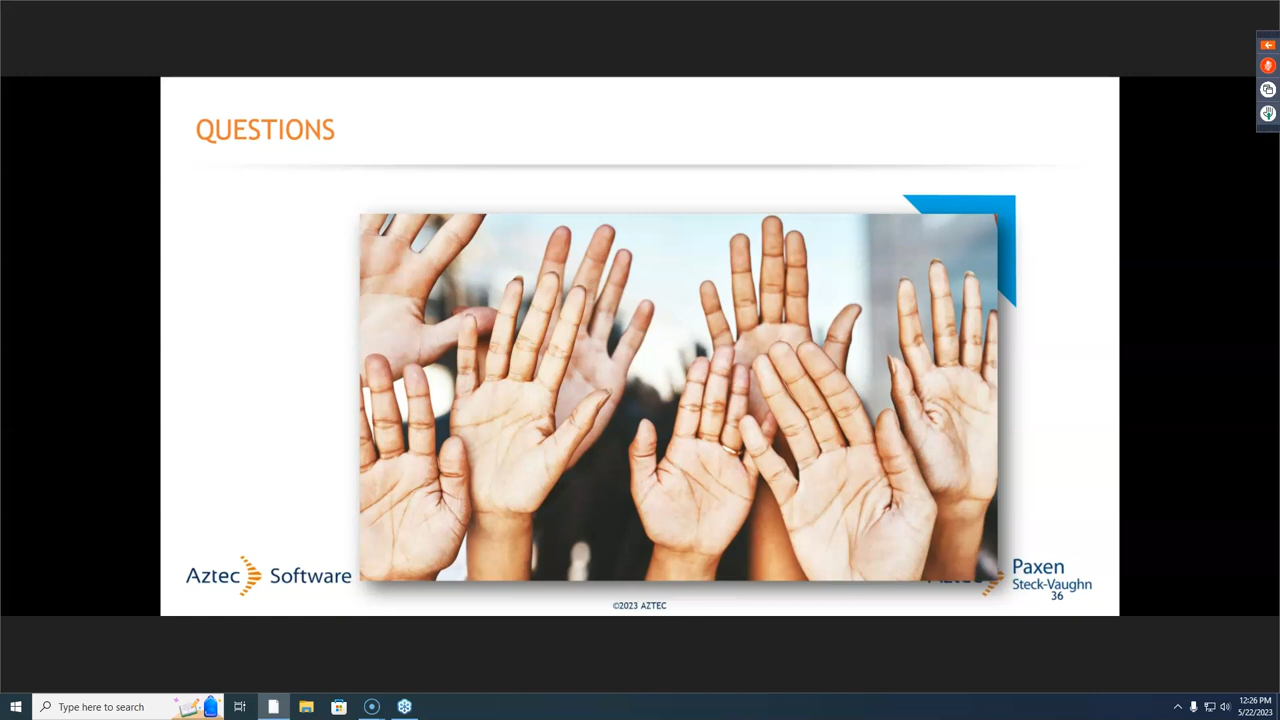 QUESTIONS
Aztec Software
Aztec
Paxen
Steck-Vaughn
36
©2023 AZTEC
Type here to search
12:26 PM
5/22/2023